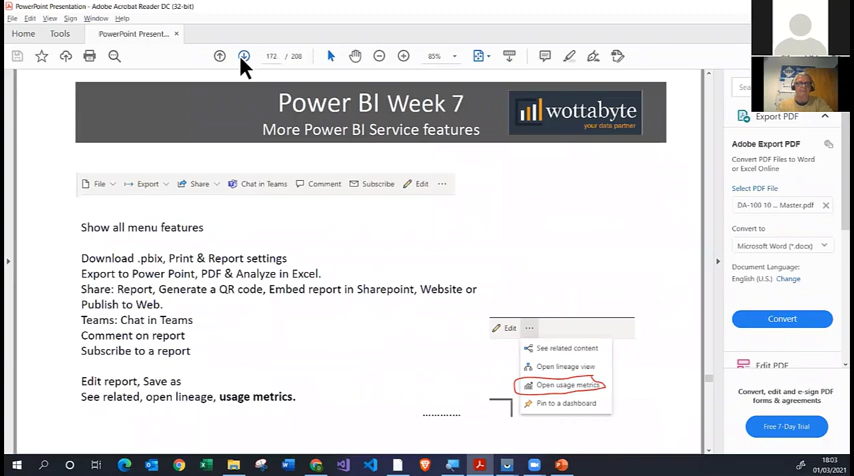 PowerPoint Presentation - Adobe Acrobat Reader DC (32-bit)
File Edit View Sign Window Help
Home Tools PowerPoint Present... ×
172 / 208 85%
Power BI Week 7
More Power BI Service features
wottabyte
your data partner
File Export Share Chat in Teams Comment Subscribe Edit ...
Show all menu features
Download .pbix, Print & Report settings
Export to Power Point, PDF & Analyze in Excel.
Share: Report, Generate a QR code, Embed report in Sharepoint, Website or
Publish to Web.
Teams: Chat in Teams
Comment on report
Subscribe to a report
Edit report, Save as
See related, open lineage, usage metrics.
Edit ...
See related content
Open lineage view
Open usage metrics
Pin to a dashboard
.............
Sea
Export PDF
Adobe Export PDF
Convert PDF Files to Word
or Excel Online
Select PDF File
DA-100 10 ... Master.pdf ×
Convert to
Microsoft Word (*.docx)
Document Language:
English (U.S.) Change
Convert
Edit PDF
Convert, edit and e-sign PDF
forms & agreements
Free 7-Day Trial
18:03
01/03/2021